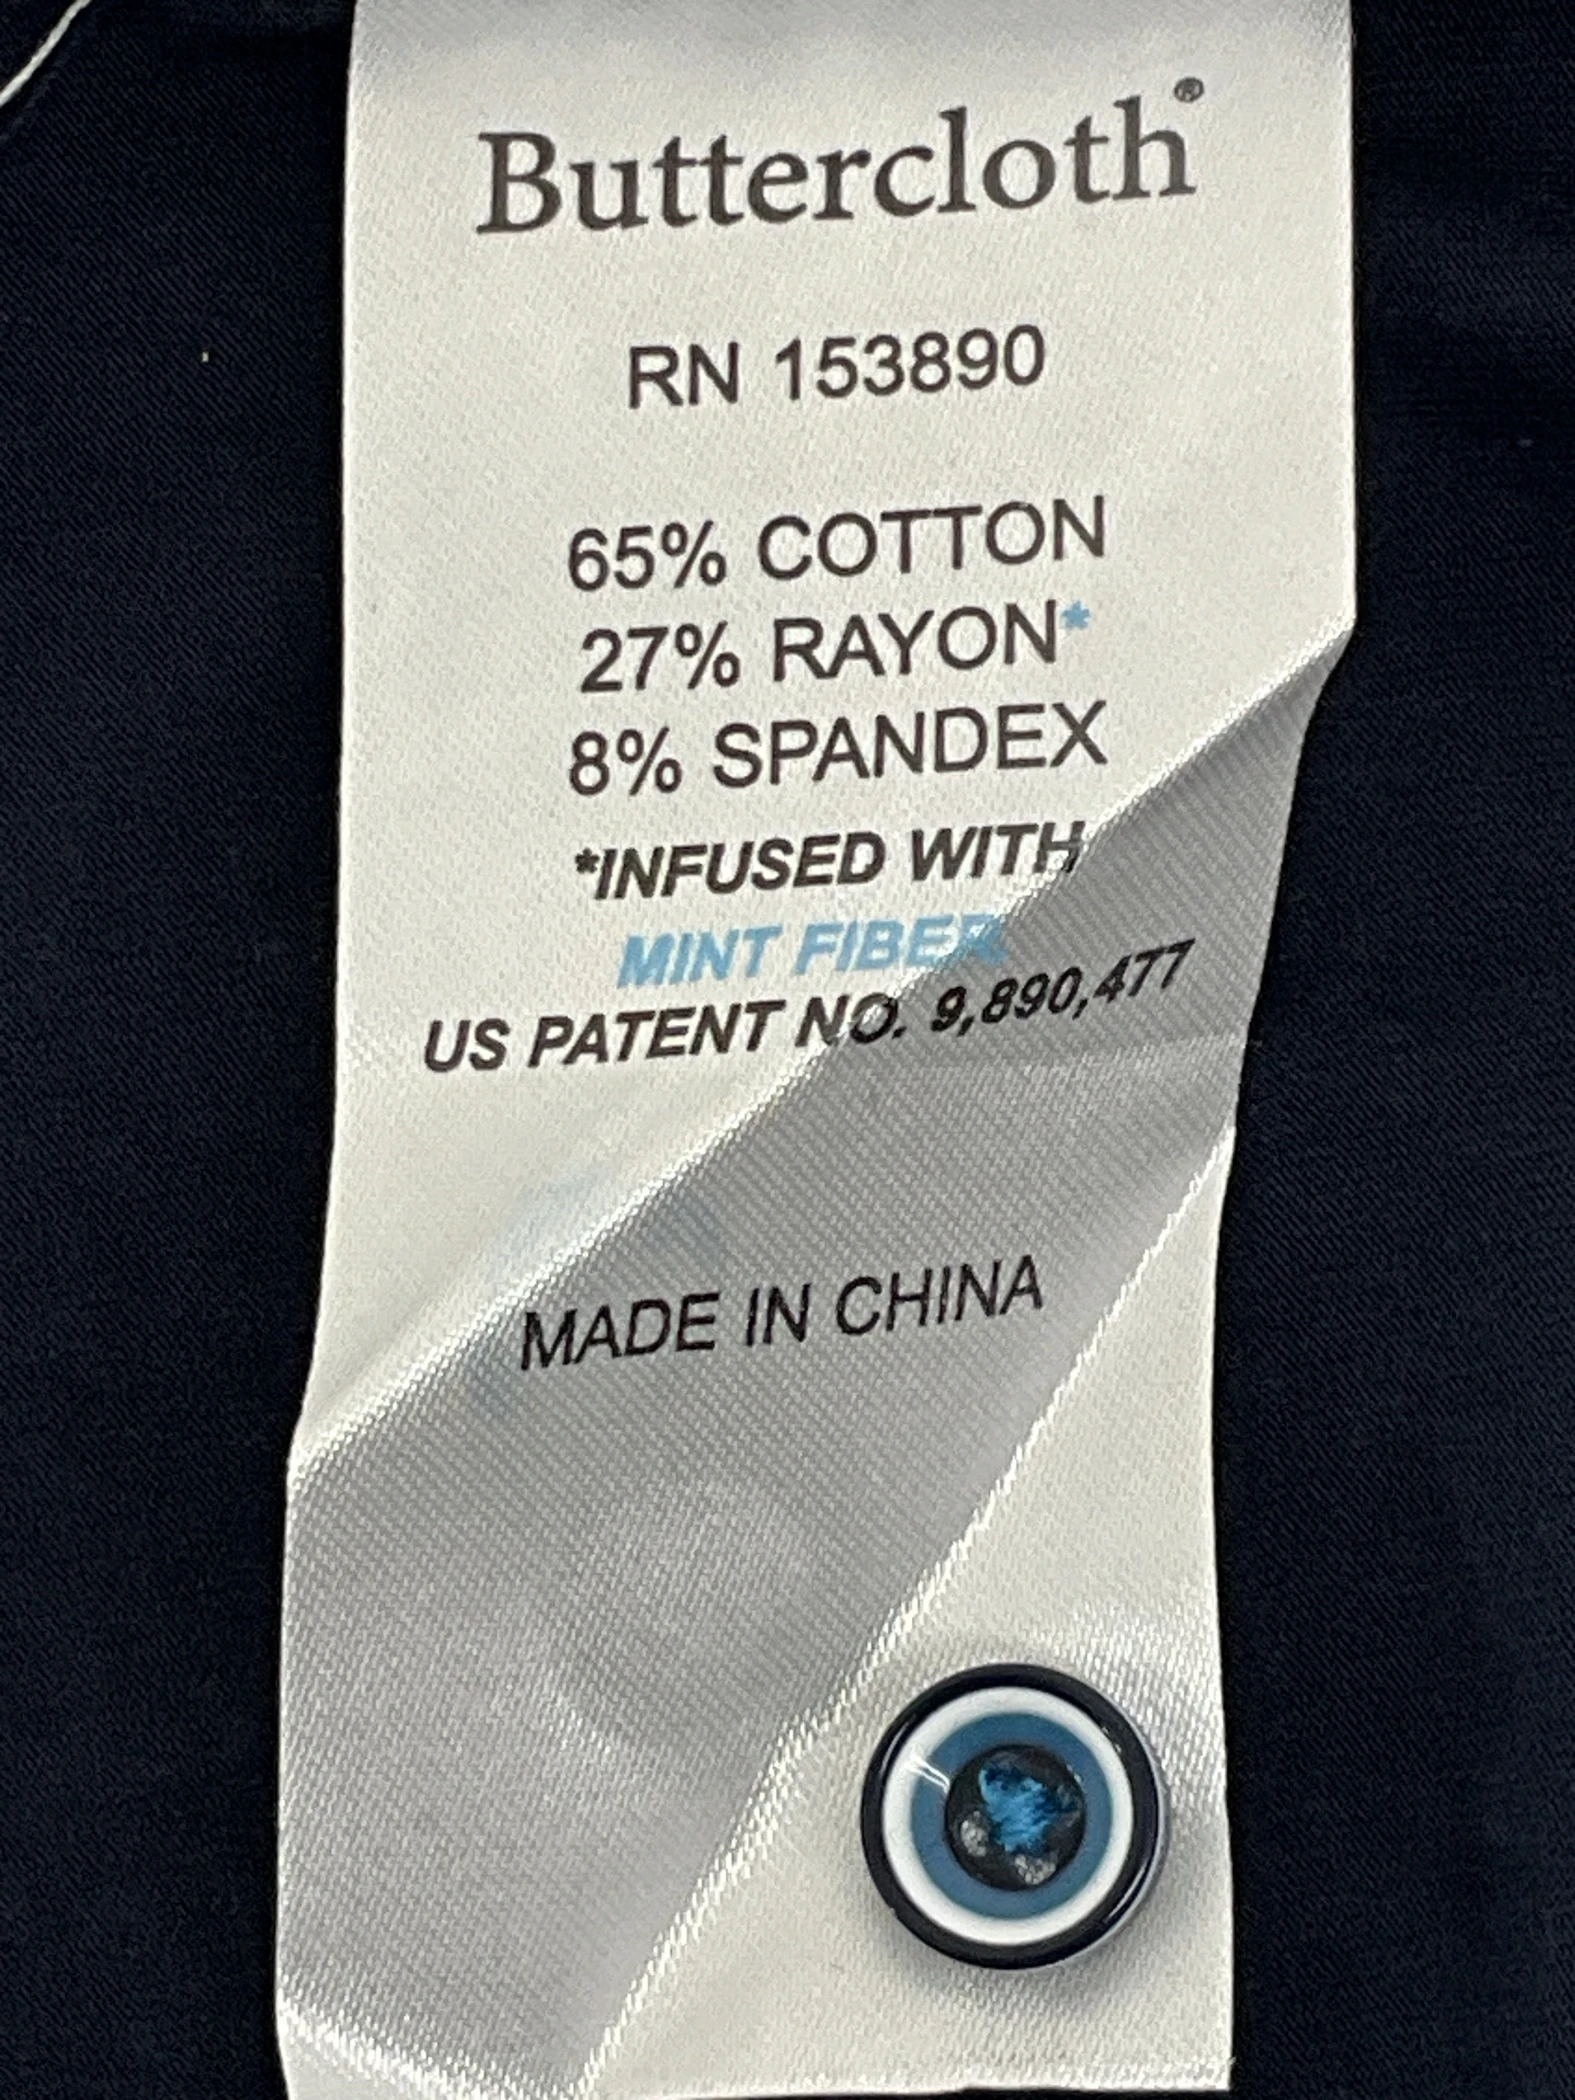 Buttercloth®
RN 153890
65% COTTON
27% RAYON*
8% SPANDEX
*INFUSED WITH
MINT FIBER
US PATENT NO. 9,890,477
MADE IN CHINA